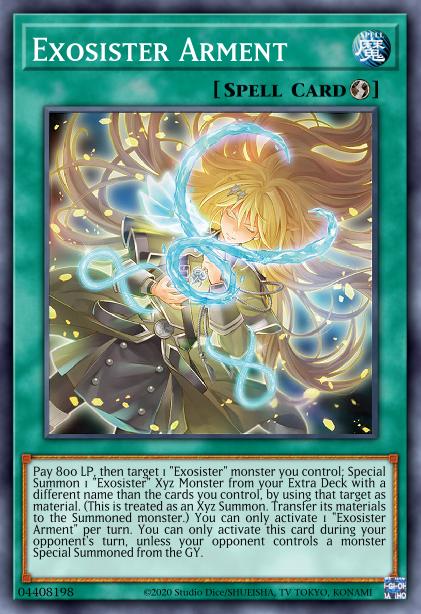 EXOSISTER ARMENT
SPELL
魔
[SPELL CARD]
Pay 800 LP, then target 1 "Exosister" monster you control; Special
Summon 1 "Exosister" Xyz Monster from your Extra Deck with a
different name than the cards you control, by using that target as
material. (This is treated as an Xyz Summon. Transfer its materials
to the Summoned monster.) You can only activate 1 "Exosister
Arment" per turn. You can only activate this card during your
opponent's turn, unless your opponent controls a monster
Special Summoned from the GY.
04408198
©2020 Studio Dice/SHUEISHA, TV TOKYO, KONAMI